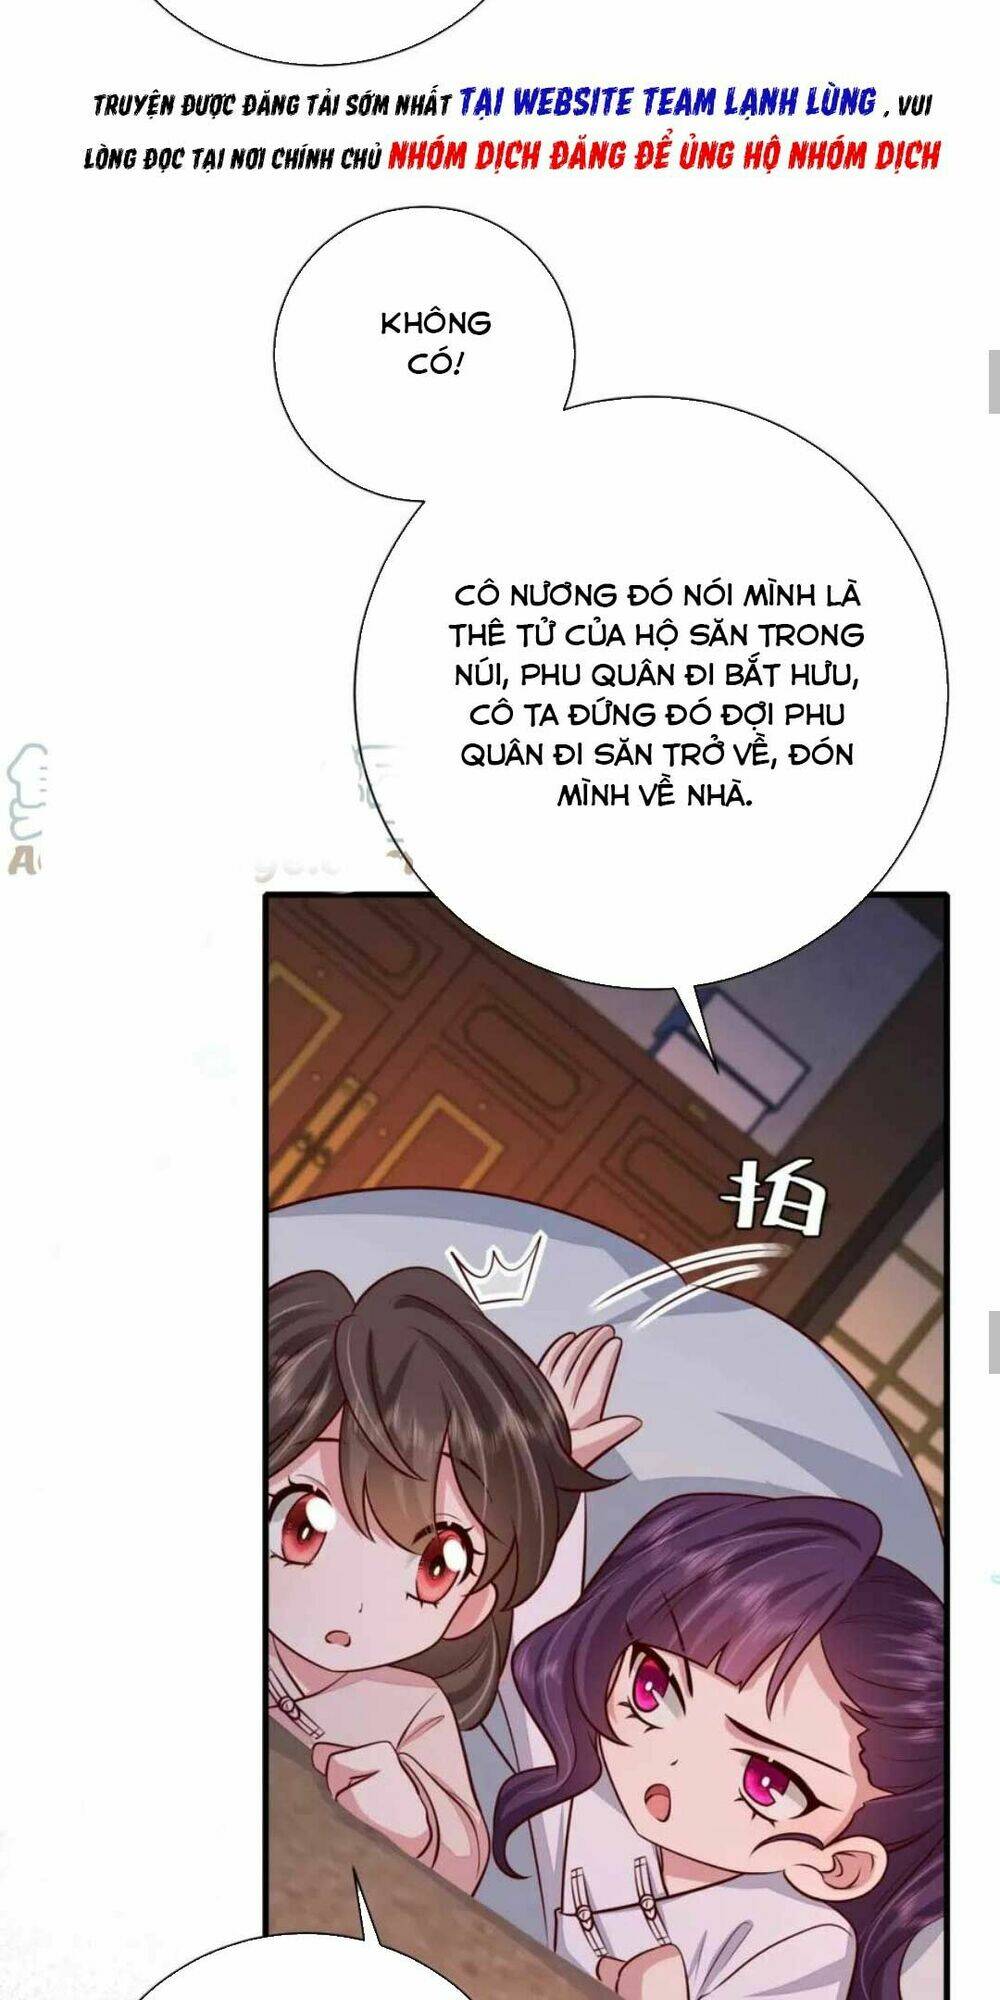 TRUYỆN ĐƯỢC ĐĂNG TẢI SỚM NHẤT TẠI WEBSITE TEAM LẠNH LÙNG , VUI
LÒNG ĐỌC TẠI NƠI CHÍNH CHỦ NHÓM DỊCH ĐĂNG ĐỂ ỦNG HỘ NHÓM DỊCH
KHÔNG
CÓ!
CÔ NƯƠNG ĐÓ NÓI MÌNH LÀ
THÊ TỬ CỦA HỘ SĂN TRONG
NÚI, PHU QUÂN ĐI BẮT HƯU,
CÔ TA ĐỨNG ĐÓ ĐỢI PHU
QUÂN ĐI SĂN TRỞ VỀ, ĐÓN
MÌNH VỀ NHÀ.
拍